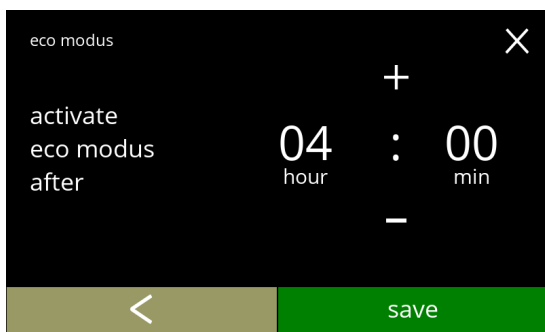 eco modus
activate
eco modus
after
+
04 : 00
hour min
-
save